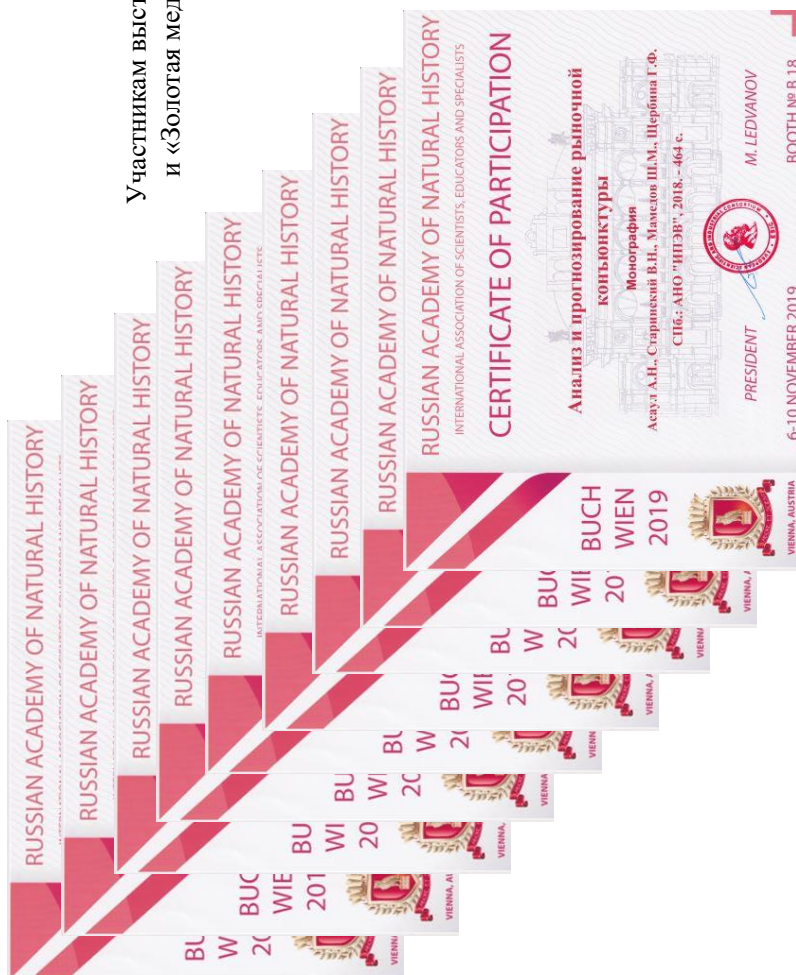 Участникам выст
и «Золотая мед
RUSSIAN ACADEMY OF NATURAL HISTORY
RUSSIAN ACADEMY OF NATURAL HISTORY
RUSSIAN ACADEMY OF NATURAL HISTORY
RUSSIAN ACADEMY OF NATURAL HISTORY
RUSSIAN ACADEMY OF NATURAL HISTORY
INTERNATIONAL ASSOCIATION OF SCIENTISTS, EDUCATORS AND SPECIALISTS
RUSSIAN ACADEMY OF NATURAL HISTORY
RUSSIAN ACADEMY OF NATURAL HISTORY
RUSSIAN ACADEMY OF NATURAL HISTORY
RUSSIAN ACADEMY OF NATURAL HISTORY
INTERNATIONAL ASSOCIATION OF SCIENTISTS, EDUCATORS AND SPECIALISTS
CERTIFICATE OF PARTICIPATION
Анализ и прогнозирование рыночной
конъюнктуры
Монография
Асаул А.Н., Старинский В.Н., Мамедов Ш.М., Щербина Г.Ф.
СПб.: АНО "ИПЭВ", 2018. - 464 с.
PRESIDENT M. LEDVANOV
6-10 NOVEMBER 2019 BOOTH № B 18
BUCH
WIEN
2019
VIENNA, AUSTRIA